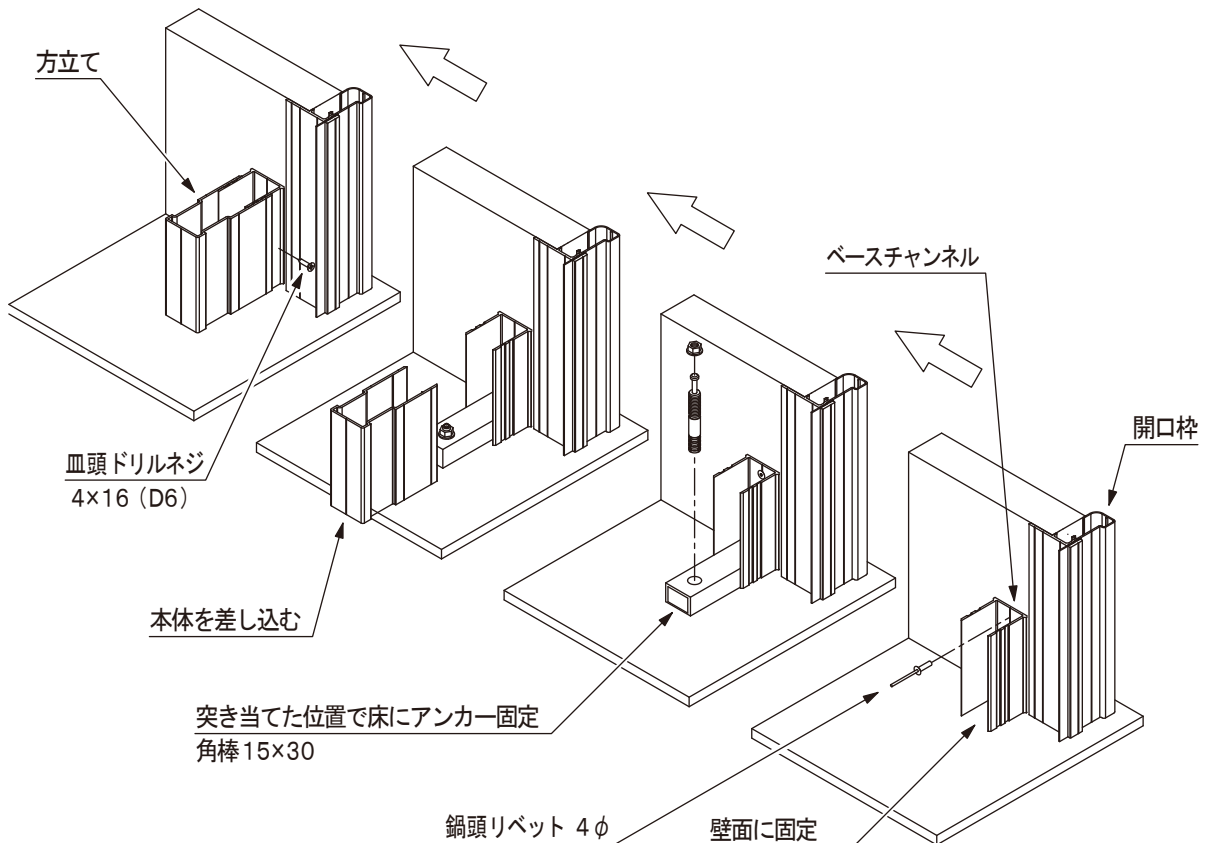 方立て
ベースチャンネル
開口枠
皿頭ドリルネジ
4×16（D6）
本体を差し込む
突き当てた位置で床にアンカー固定
角棒15×30
鍋頭リベット 4φ
壁面に固定